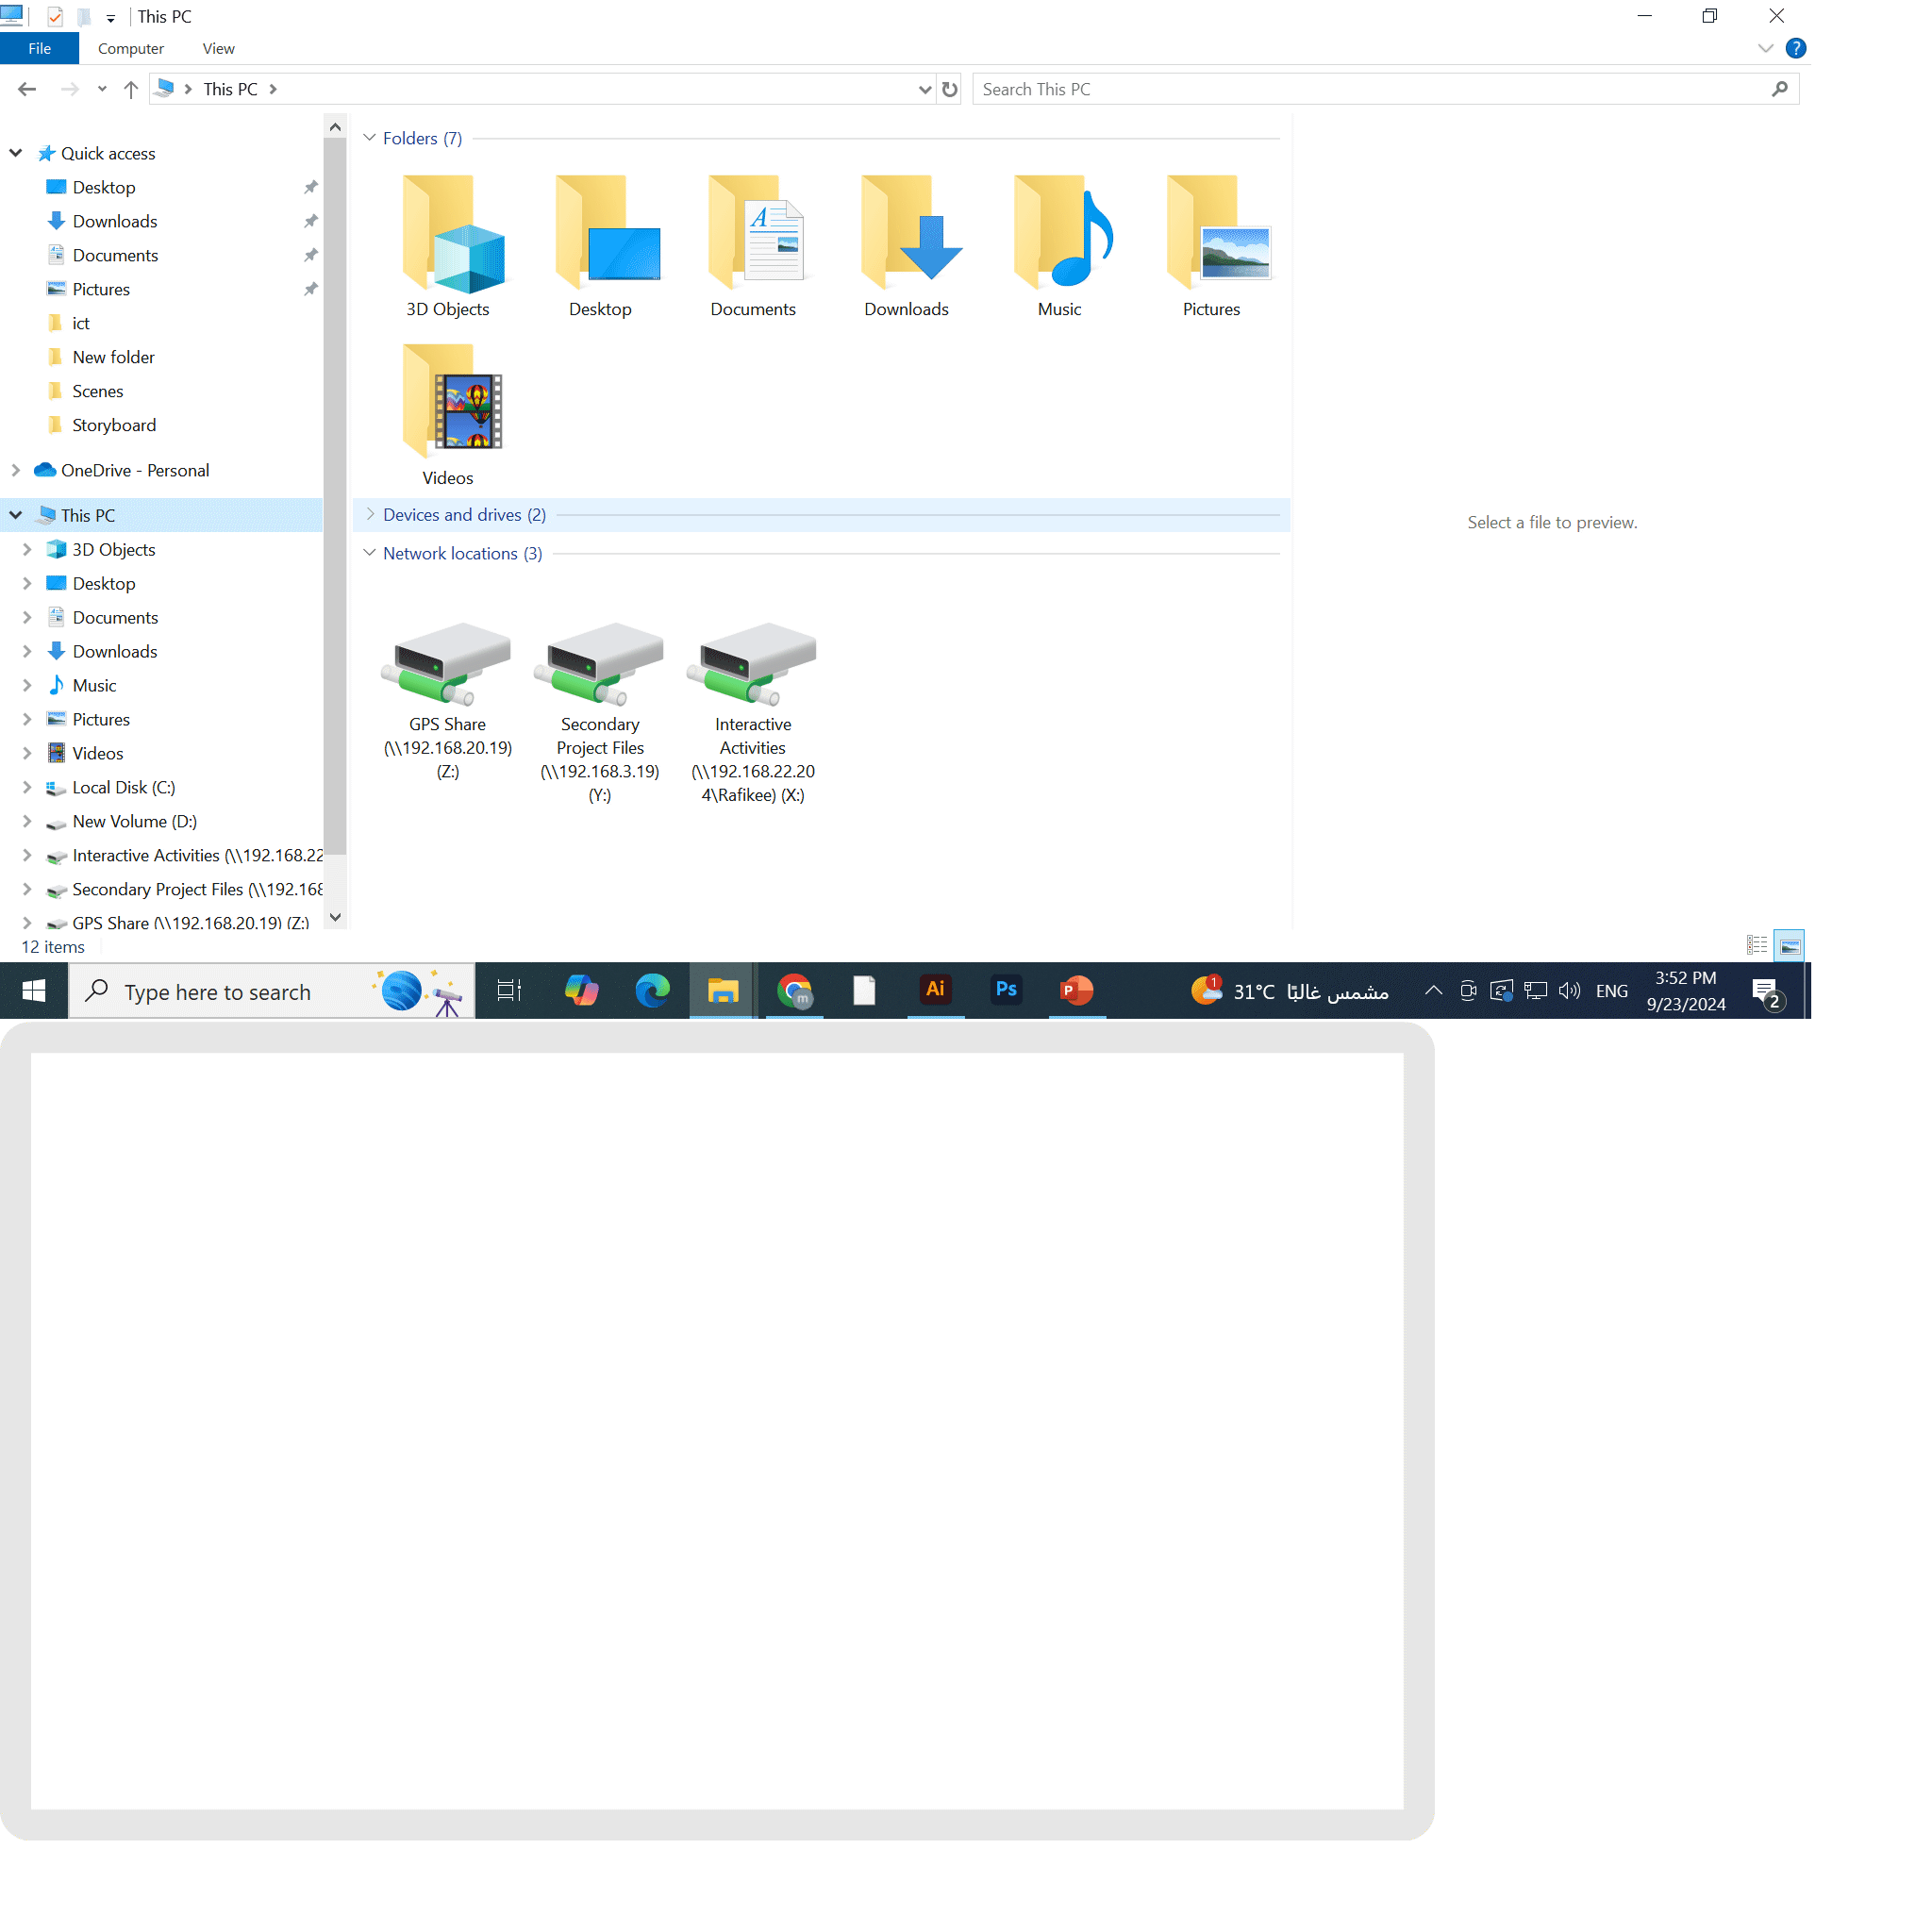 This PC
File Computer View
This PC
Search This PC
Quick access
Desktop
Downloads
Documents
Pictures
ict
New folder
Scenes
Storyboard
OneDrive - Personal
This PC
3D Objects
Desktop
Documents
Downloads
Music
Pictures
Videos
Local Disk (C:)
New Volume (D:)
Interactive Activities (\\192.168.22
Secondary Project Files (\\192.168
GPS Share (\\192.168.20.19) (Z:)
Folders (7)
3D Objects
Desktop
Documents
Downloads
Music
Pictures
Videos
Devices and drives (2)
Network locations (3)
GPS Share
(\\192.168.20.19)
(Z:)
Secondary
Project Files
(\\192.168.3.19)
(Y:)
Interactive
Activities
(\\192.168.22.20
4\Rafikee) (X:)
Select a file to preview.
12 items
Type here to search
m
Ai
Ps
P
1
31°C مشمس غالبًا
ENG
3:52 PM
9/23/2024
2